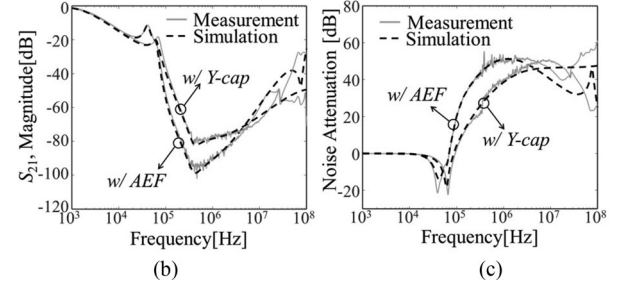 Measurement
Simulation
S21, Magnitude[dB]
0
-20
-40
-60
-80
-100
-120
w/ Y-cap
w/ AEF
10^3 10^4 10^5 10^6 10^7 10^8
Frequency[Hz]
(b)
Measurement
Simulation
Noise Attenuation [dB]
80
60
40
20
0
-20
w/ AEF
w/ Y-cap
10^3 10^4 10^5 10^6 10^7 10^8
Frequency[Hz]
(c)